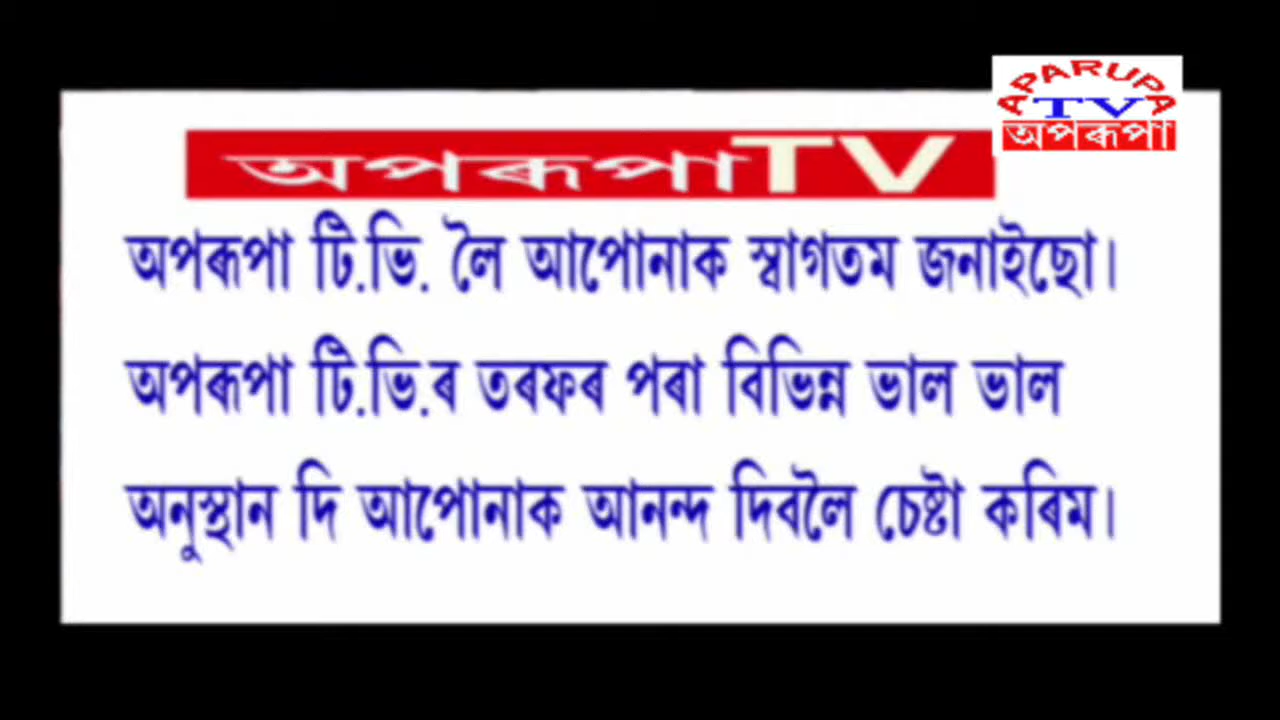 APARUPA
TV
অপৰূপা
অপৰূপাTV
অপৰূপা টি.ভি. লৈ আপোনাক স্বাগতম জনাইছো।
অপৰূপা টি.ভি.ৰ তৰফৰ পৰা বিভিন্ন ভাল ভাল
অনুস্থান দি আপোনাক আনন্দ দিবলৈ চেষ্টা কৰিম।